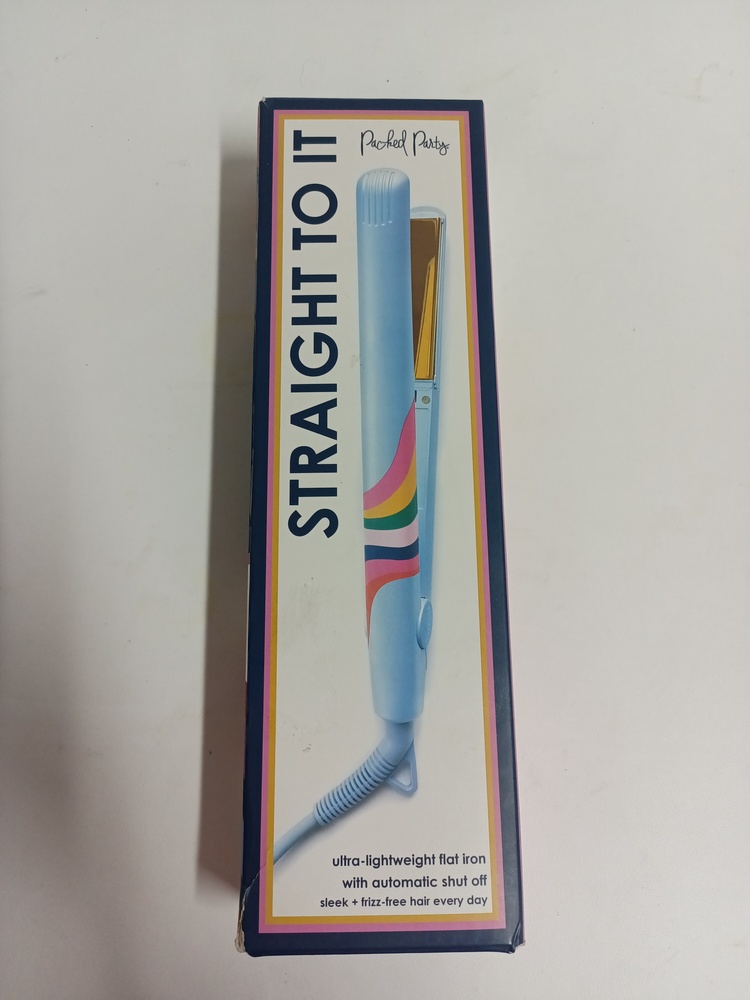 Packed Party
STRAIGHT TO IT
ultra-lightweight flat iron
with automatic shut off
sleek + frizz-free hair every day